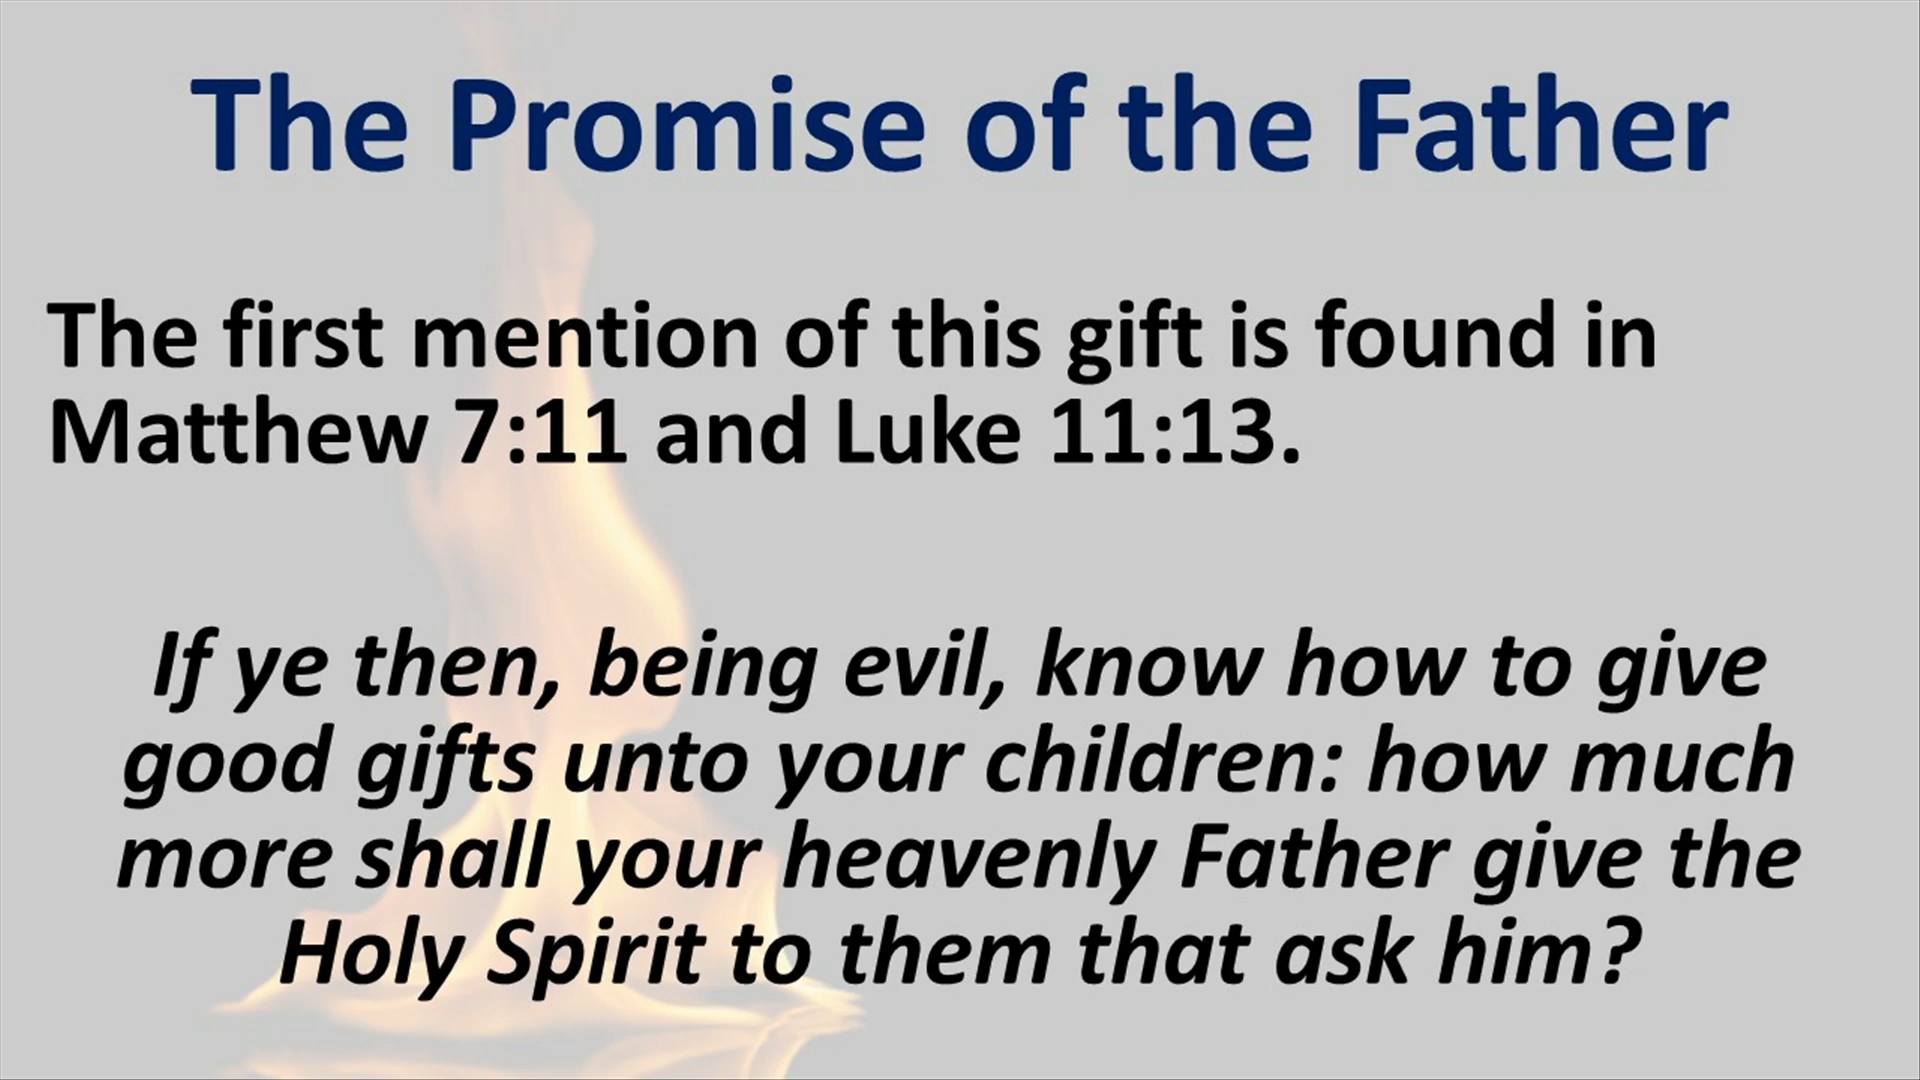 The Promise of the Father
The first mention of this gift is found in
Matthew 7:11 and Luke 11:13.
If ye then, being evil, know how to give
good gifts unto your children: how much
more shall your heavenly Father give the
Holy Spirit to them that ask him?